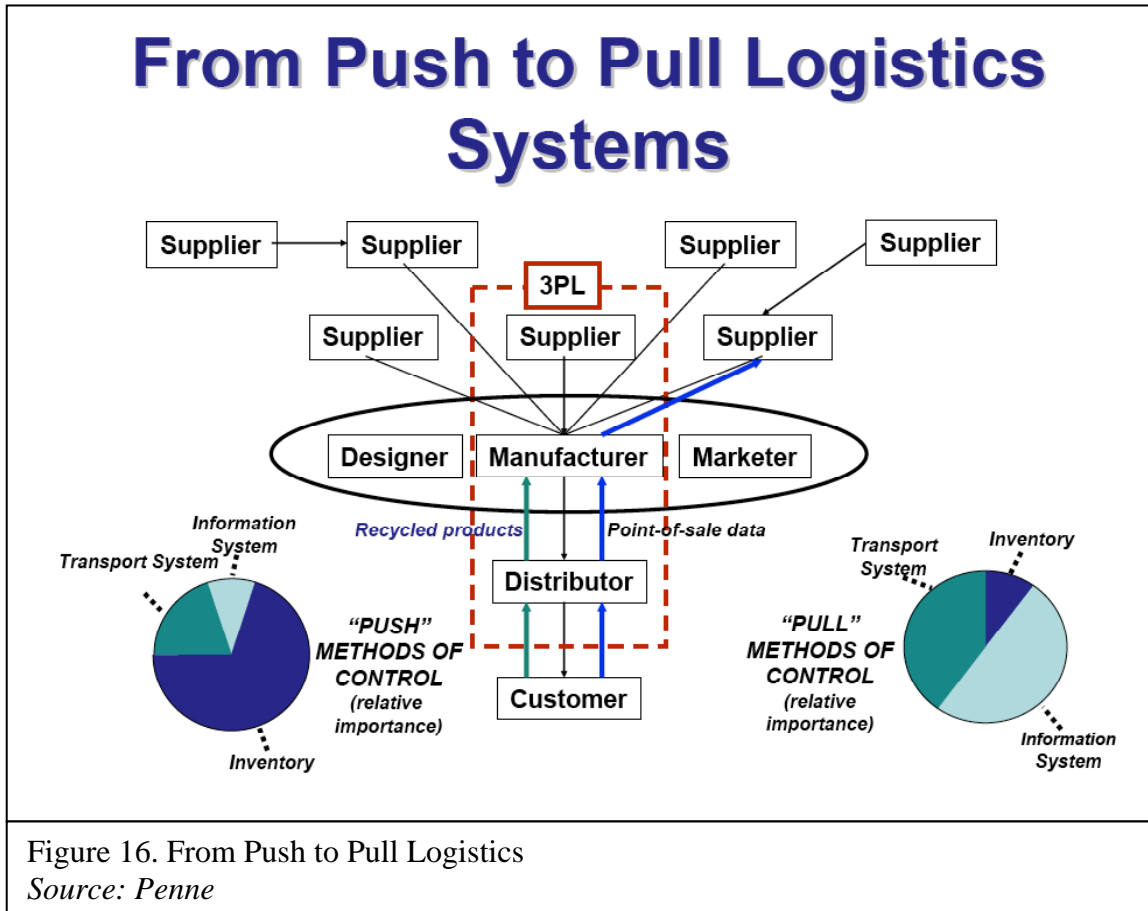 From Push to Pull Logistics
Systems
Supplier
Supplier
Supplier
Supplier
3PL
Supplier
Supplier
Supplier
Designer
Manufacturer
Marketer
Recycled products
Point-of-sale data
Distributor
Customer
Information
System
Transport System
Inventory
“PUSH”
METHODS OF
CONTROL
(relative
importance)
“PULL”
METHODS OF
CONTROL
(relative
importance)
Transport
System
Inventory
Information
System
Figure 16. From Push to Pull Logistics
Source: Penne